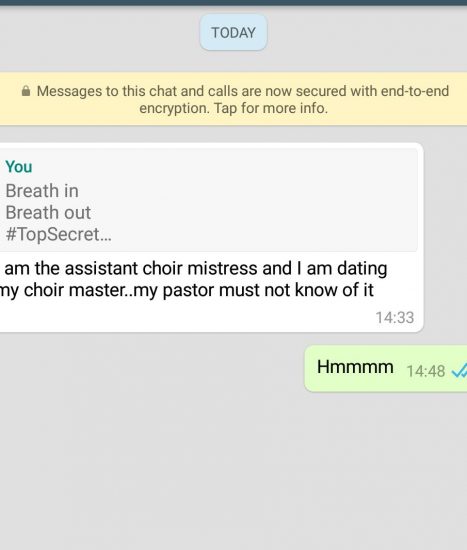 TODAY
Messages to this chat and calls are now secured with end-to-end
encryption. Tap for more info.
You
Breath in
Breath out
#TopSecret...
am the assistant choir mistress and I am dating
my choir master..my pastor must not know of it
14:33
Hmmmm 14:48